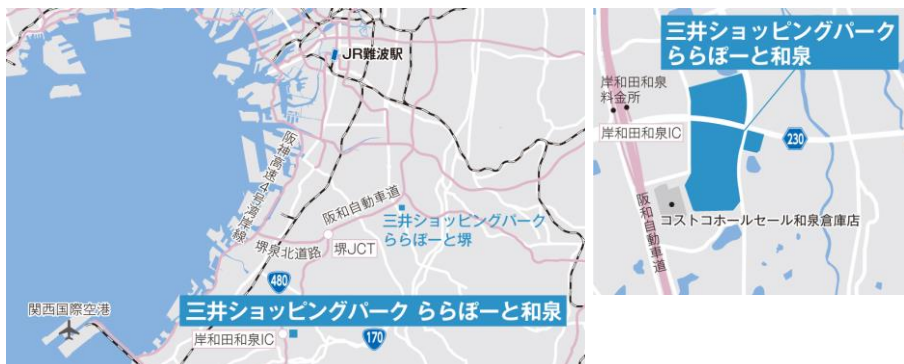 JR難波駅
阪神高速4号湾岸線
阪和自動車道
三井ショッピングパーク
ららぽーと堺
堺泉北道路
堺JCT
480
三井ショッピングパーク ららぽーと和泉
関西国際空港
岸和田和泉IC
170
三井ショッピングパーク
ららぽーと和泉
岸和田和泉
料金所
岸和田和泉IC
230
コストコホールセール和泉倉庫店
阪和自動車道